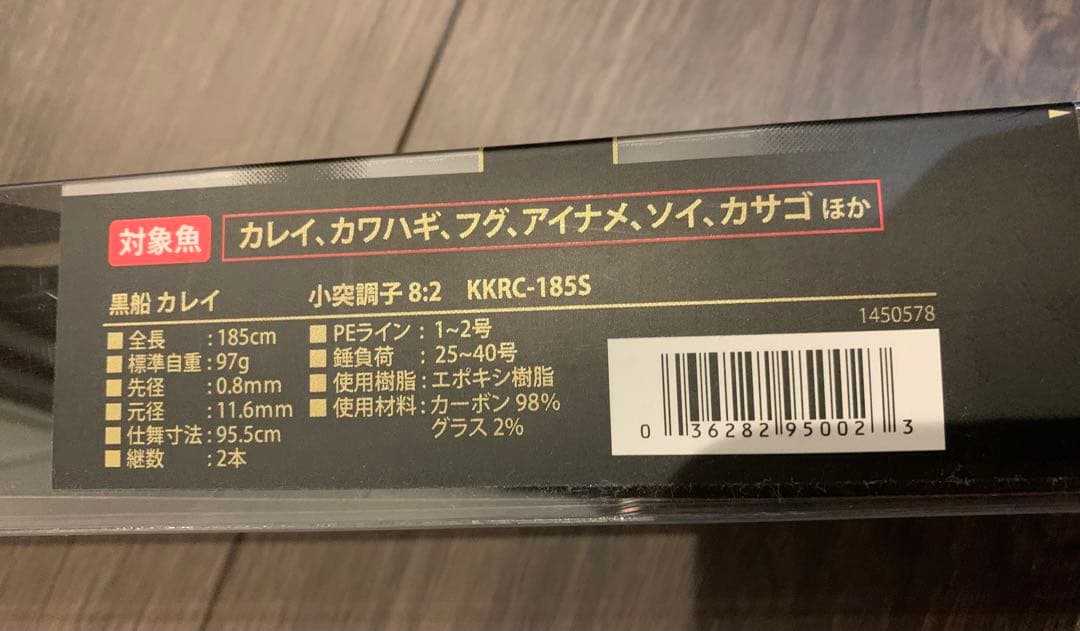 対象魚 カレイ、カワハギ、フグ、アイナメ、ソイ、カサゴ ほか
黒船 カレイ 小突調子 8:2 KKRC-185S
1450578
■ 全長 : 185cm
■ 標準自重 : 97g
■ 先径 : 0.8mm
■ 元径 : 11.6mm
■ 仕舞寸法 : 95.5cm
■ 継数 : 2本
■ PEライン : 1~2号
■ 錘負荷 : 25~40号
■ 使用樹脂 : エポキシ樹脂
■ 使用材料 : カーボン 98%
グラス 2%
0 36282 95002 3